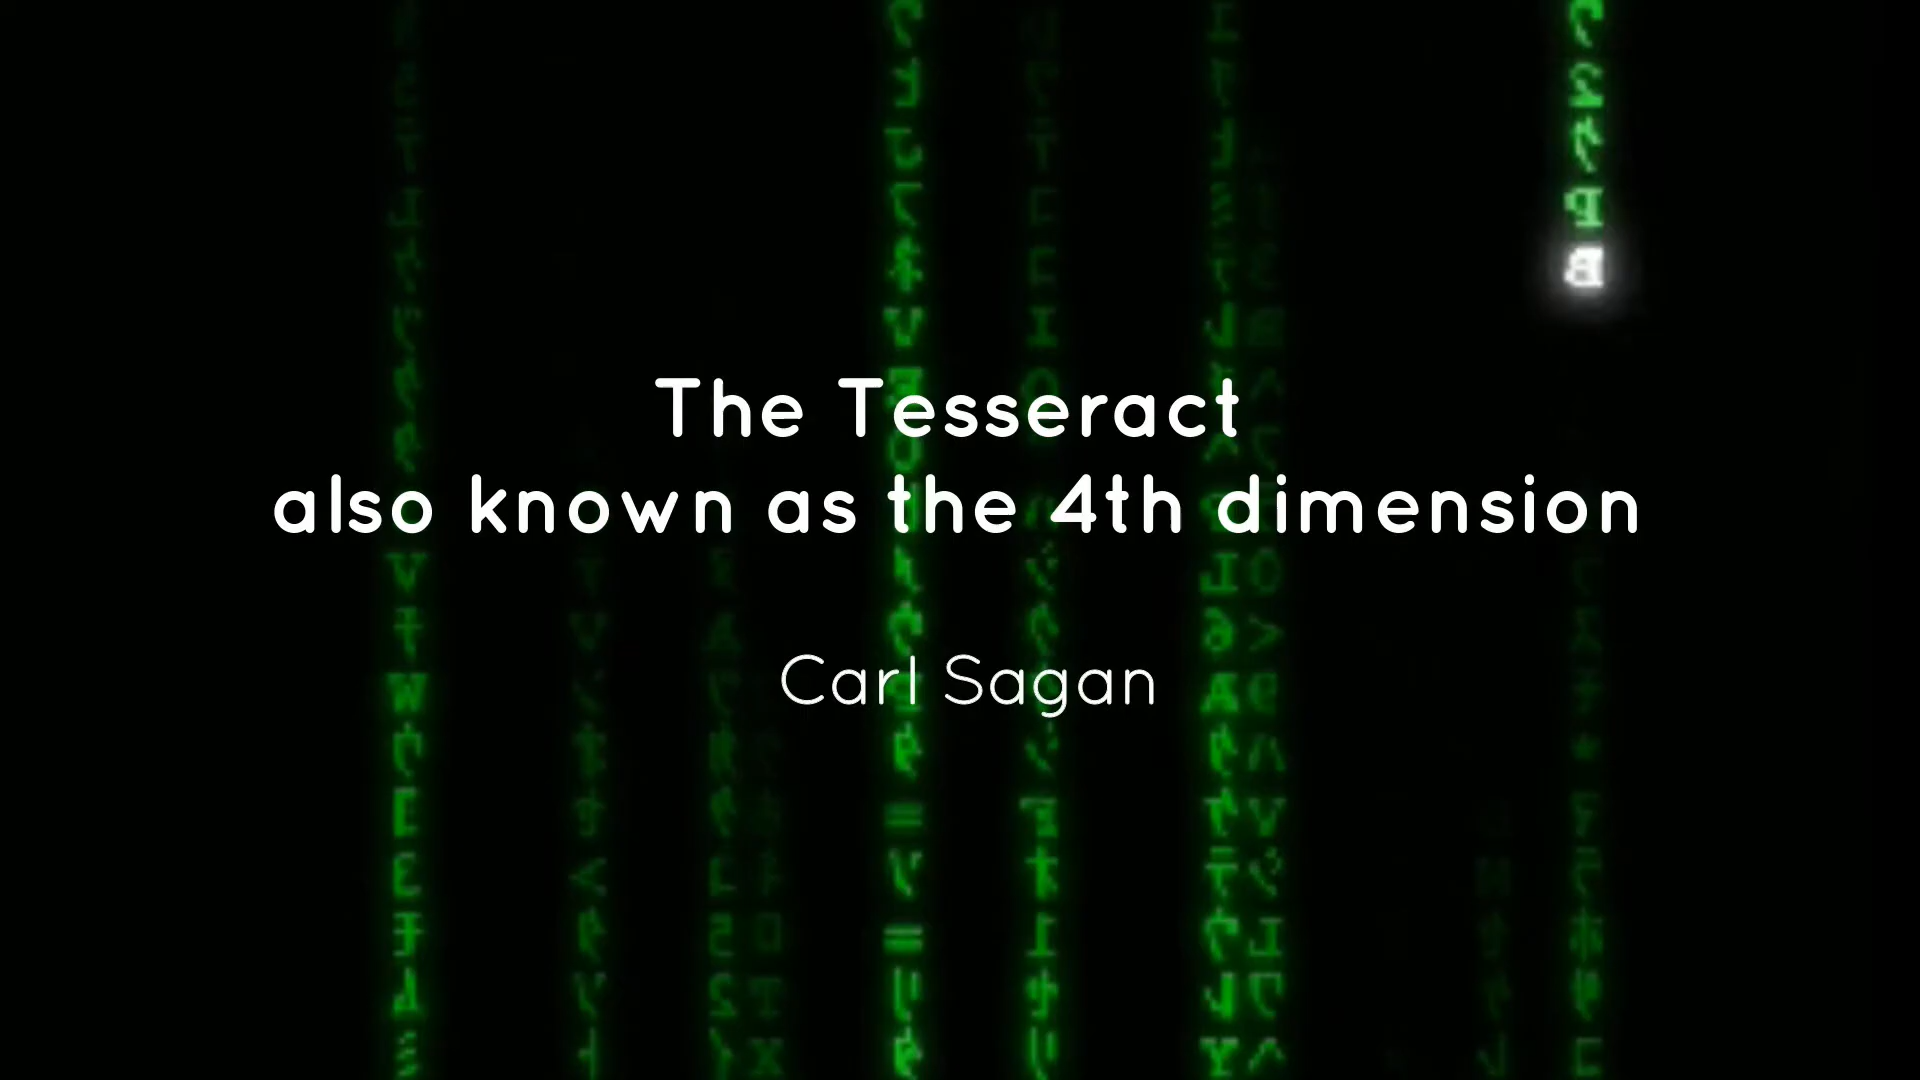 The Tesseract
also known as the 4th dimension
Carl Sagan